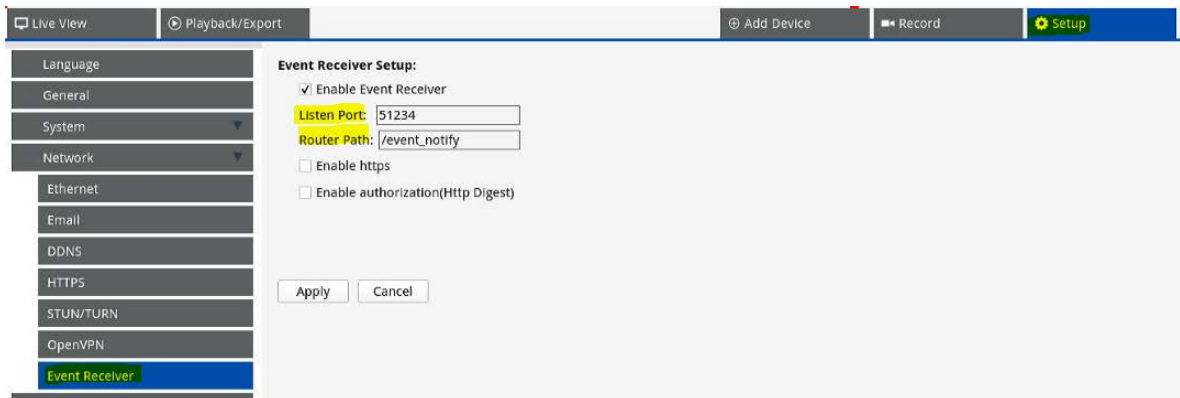 Live View
Playback/Export
Add Device
Record
Setup
Language
General
System
Network
Ethernet
Email
DDNS
HTTPS
STUN/TURN
OpenVPN
Event Receiver
Event Receiver Setup:
Enable Event Receiver
Listen Port: 51234
Router Path: /event_notify
Enable https
Enable authorization(Http Digest)
Apply Cancel